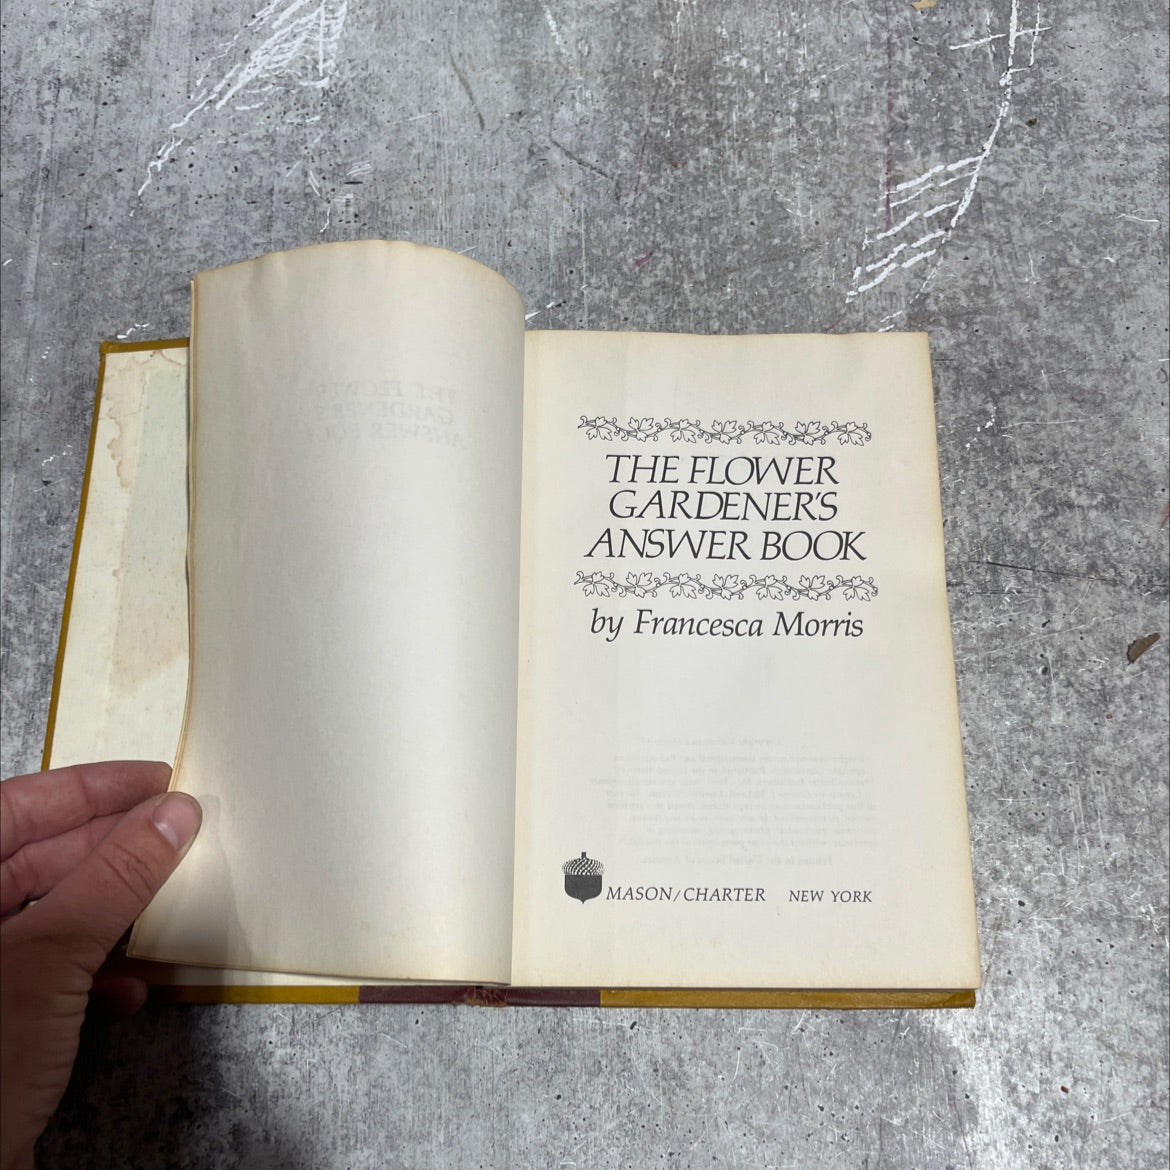 THE FLOWER
GARDENER'S
ANSWER BOOK
by Francesca Morris
MASON/CHARTER NEW YORK